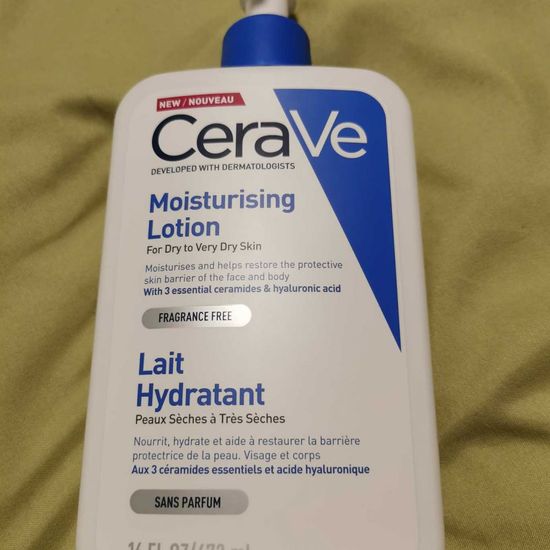 NEW / NOUVEAU
CeraVe
DEVELOPED WITH DERMATOLOGISTS
Moisturising
Lotion
For Dry to Very Dry Skin
Moisturises and helps restore the protective
skin barrier of the face and body
With 3 essential ceramides & hyaluronic acid
FRAGRANCE FREE
Lait
Hydratant
Peaux Sèches à Très Sèches
Nourrit, hydrate et aide à restaurer la barrière
protectrice de la peau. Visage et corps
Aux 3 céramides essentiels et acide hyaluronique
SANS PARFUM